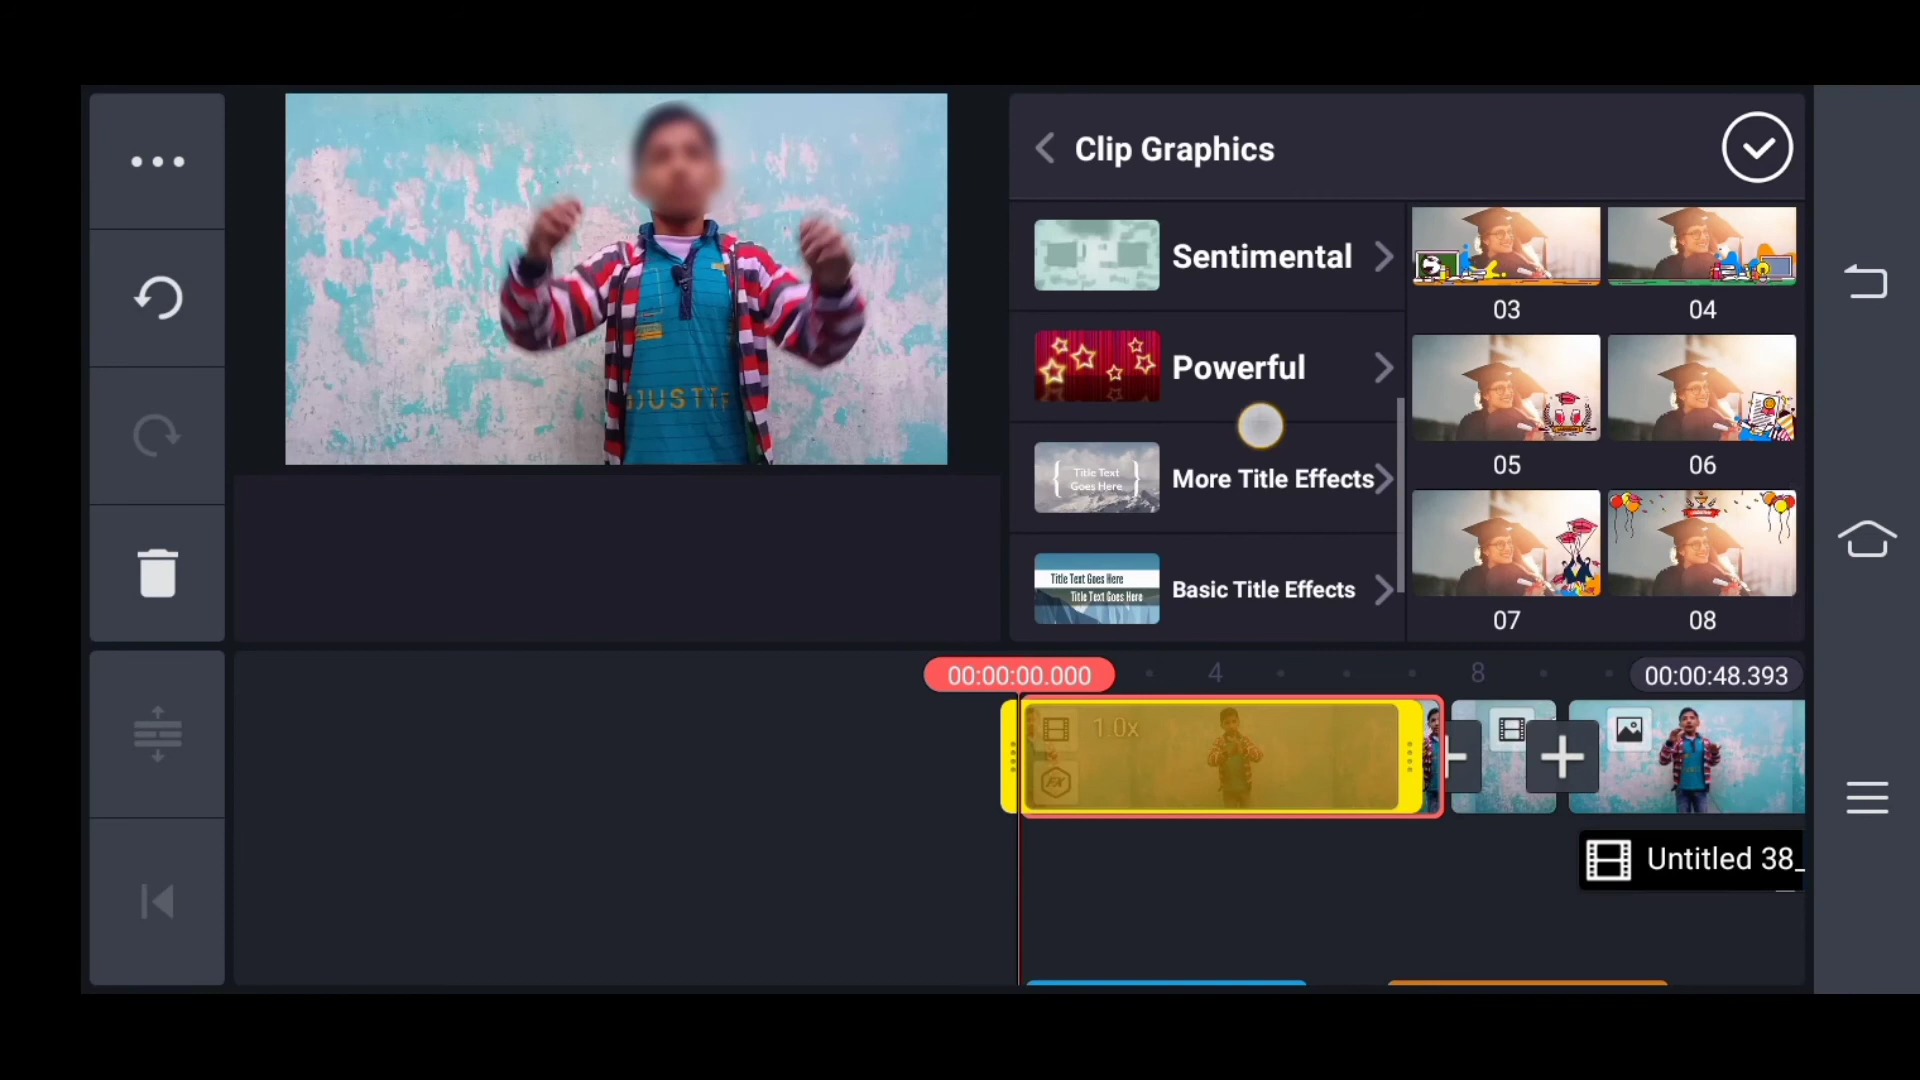 Clip Graphics
Sentimental
03
04
Powerful
05
06
Title Text
Goes Here
More Title Effects
07
08
Title Text Goes Here
Title Text Goes Here
Basic Title Effects
00:00:00.000
4
8
00:00:48.393
1.0x
FX
Untitled 38_